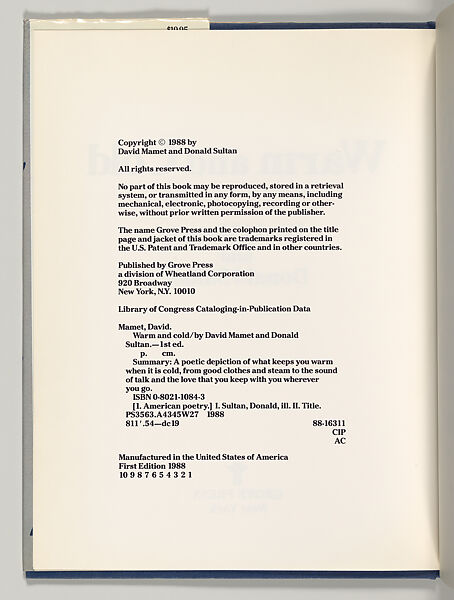 $19.95
Copyright © 1988 by
David Mamet and Donald Sultan
All rights reserved.
No part of this book may be reproduced, stored in a retrieval
system, or transmitted in any form, by any means, including
mechanical, electronic, photocopying, recording or other-
wise, without prior written permission of the publisher.
The name Grove Press and the colophon printed on the title
page and jacket of this book are trademarks registered in
the U.S. Patent and Trademark Office and in other countries.
Published by Grove Press
a division of Wheatland Corporation
920 Broadway
New York, N.Y. 10010
Library of Congress Cataloging-in-Publication Data
Mamet, David.
Warm and cold/by David Mamet and Donald
Sultan.—1st ed.
p. cm.
Summary: A poetic depiction of what keeps you warm
when it is cold, from good clothes and steam to the sound
of talk and the love that you keep with you wherever
you go.
ISBN 0-8021-1084-3
[1. American poetry.] I. Sultan, Donald, ill. II. Title.
PS3563.A4345W27 1988
811'.54—dc19 88-16311
CIP
AC
Manufactured in the United States of America
First Edition 1988
10 9 8 7 6 5 4 3 2 1